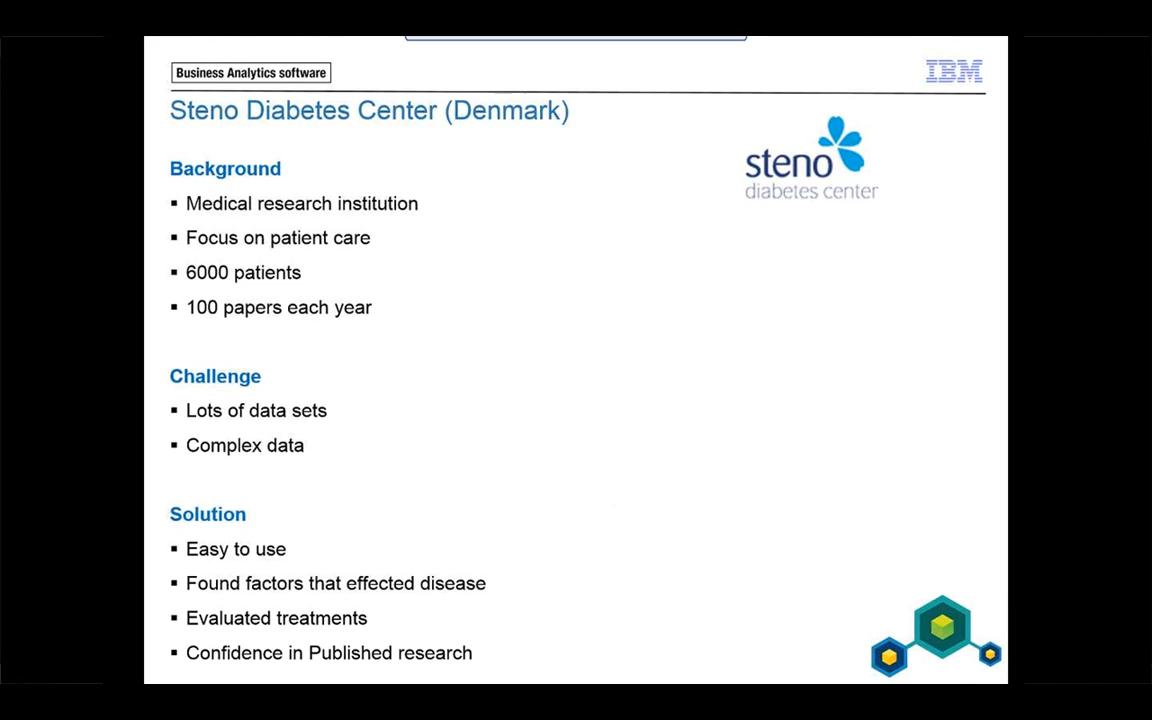 Business Analytics software
IBM
Steno Diabetes Center (Denmark)
steno
diabetes center
Background
▪ Medical research institution
▪ Focus on patient care
▪ 6000 patients
▪ 100 papers each year
Challenge
▪ Lots of data sets
▪ Complex data
Solution
▪ Easy to use
▪ Found factors that effected disease
▪ Evaluated treatments
▪ Confidence in Published research